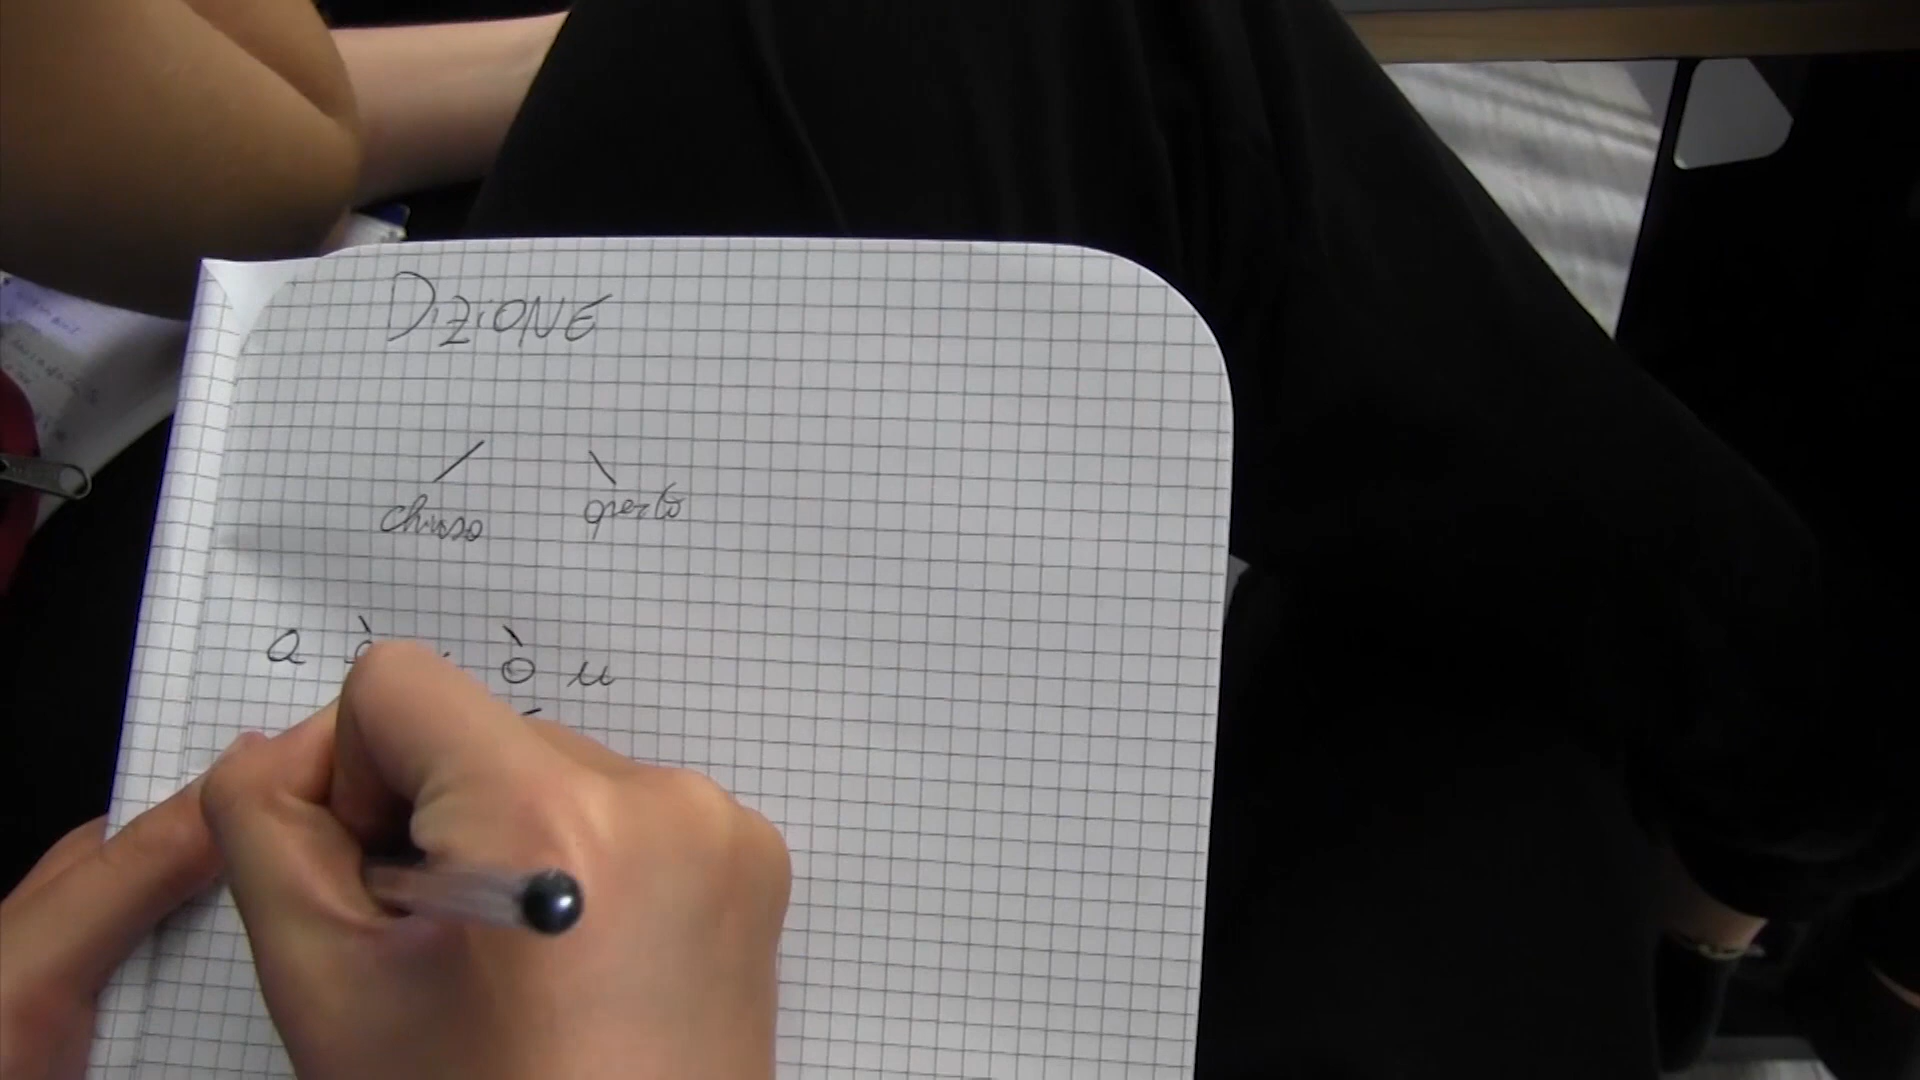 DiZiONE
/ \
chiuso aperto
a è ò u